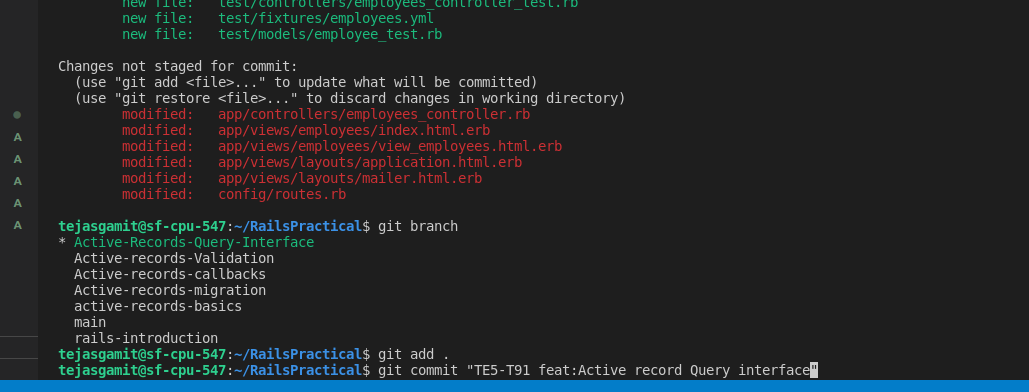 new file:   test/controllers/employees_controller_test.rb
new file:   test/fixtures/employees.yml
new file:   test/models/employee_test.rb
Changes not staged for commit:
(use "git add <file>..." to update what will be committed)
(use "git restore <file>..." to discard changes in working directory)
modified:   app/controllers/employees_controller.rb
A modified:   app/views/employees/index.html.erb
modified:   app/views/employees/view_employees.html.erb
A modified:   app/views/layouts/application.html.erb
A modified:   app/views/layouts/mailer.html.erb
modified:   config/routes.rb
A
A tejasgamit@sf-cpu-547:~/RailsPractical$ git branch
* Active-Records-Query-Interface
Active-records-Validation
Active-records-callbacks
Active-records-migration
active-records-basics
main
rails-introduction
tejasgamit@sf-cpu-547:~/RailsPractical$ git add .
tejasgamit@sf-cpu-547:~/RailsPractical$ git commit "TE5-T91 feat:Active record Query interface"